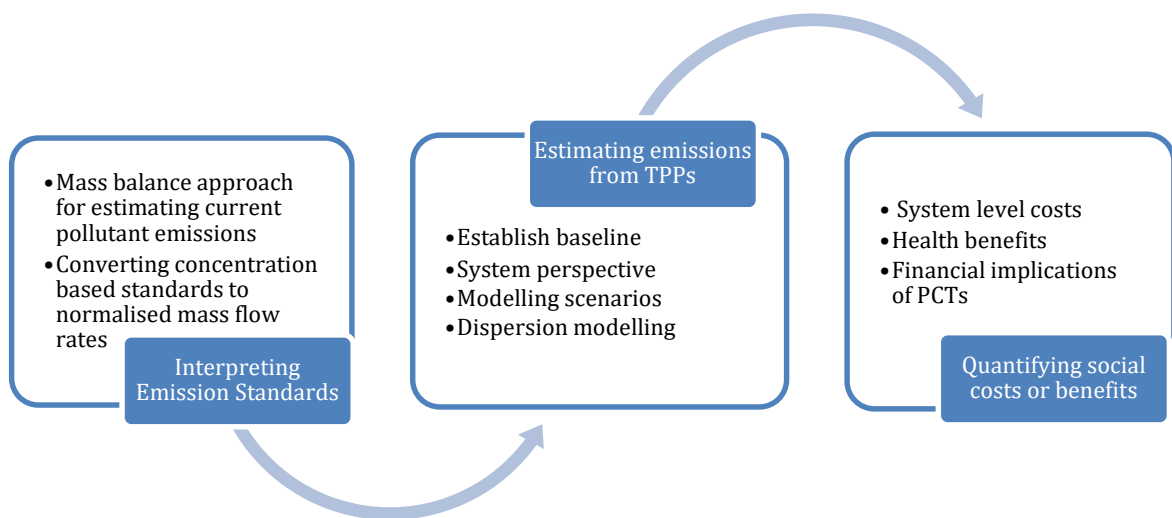 •Mass balance approach
for estimating current
pollutant emissions
•Converting concentration
based standards to
normalised mass flow
rates
Interpreting
Emission Standards
Estimating emissions
from TPPs
•Establish baseline
•System perspective
•Modelling scenarios
•Dispersion modelling
• System level costs
•Health benefits
•Financial implications
of PCTs
Quantifying social
costs or benefits